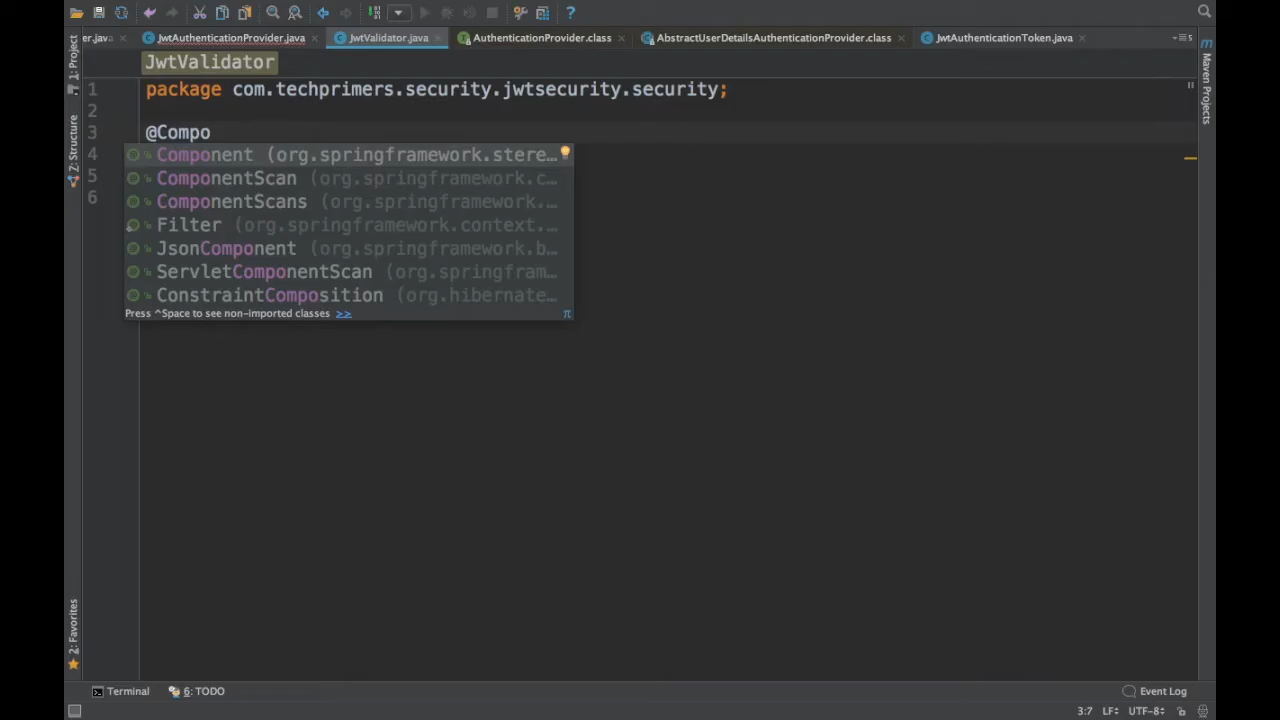 er.java
JwtAuthenticationProvider.java
JwtValidator.java
AuthenticationProvider.class
AbstractUserDetailsAuthenticationProvider.class
JwtAuthenticationToken.java
5
1: Project
JwtValidator
Maven Projects
1 package com.techprimers.security.jwtsecurity.security;
2
3 @Compo
4
5
6
Component (org.springframework.stere…
ComponentScan (org.springframework.c…
ComponentScans (org.springframework.…
Filter (org.springframework.context.…
JsonComponent (org.springframework.b…
ServletComponentScan (org.springfram…
ConstraintComposition (org.hibernate…
Press ^Space to see non-imported classes >>
π
Z: Structure
2: Favorites
Terminal
6: TODO
Event Log
3:7 LF UTF-8